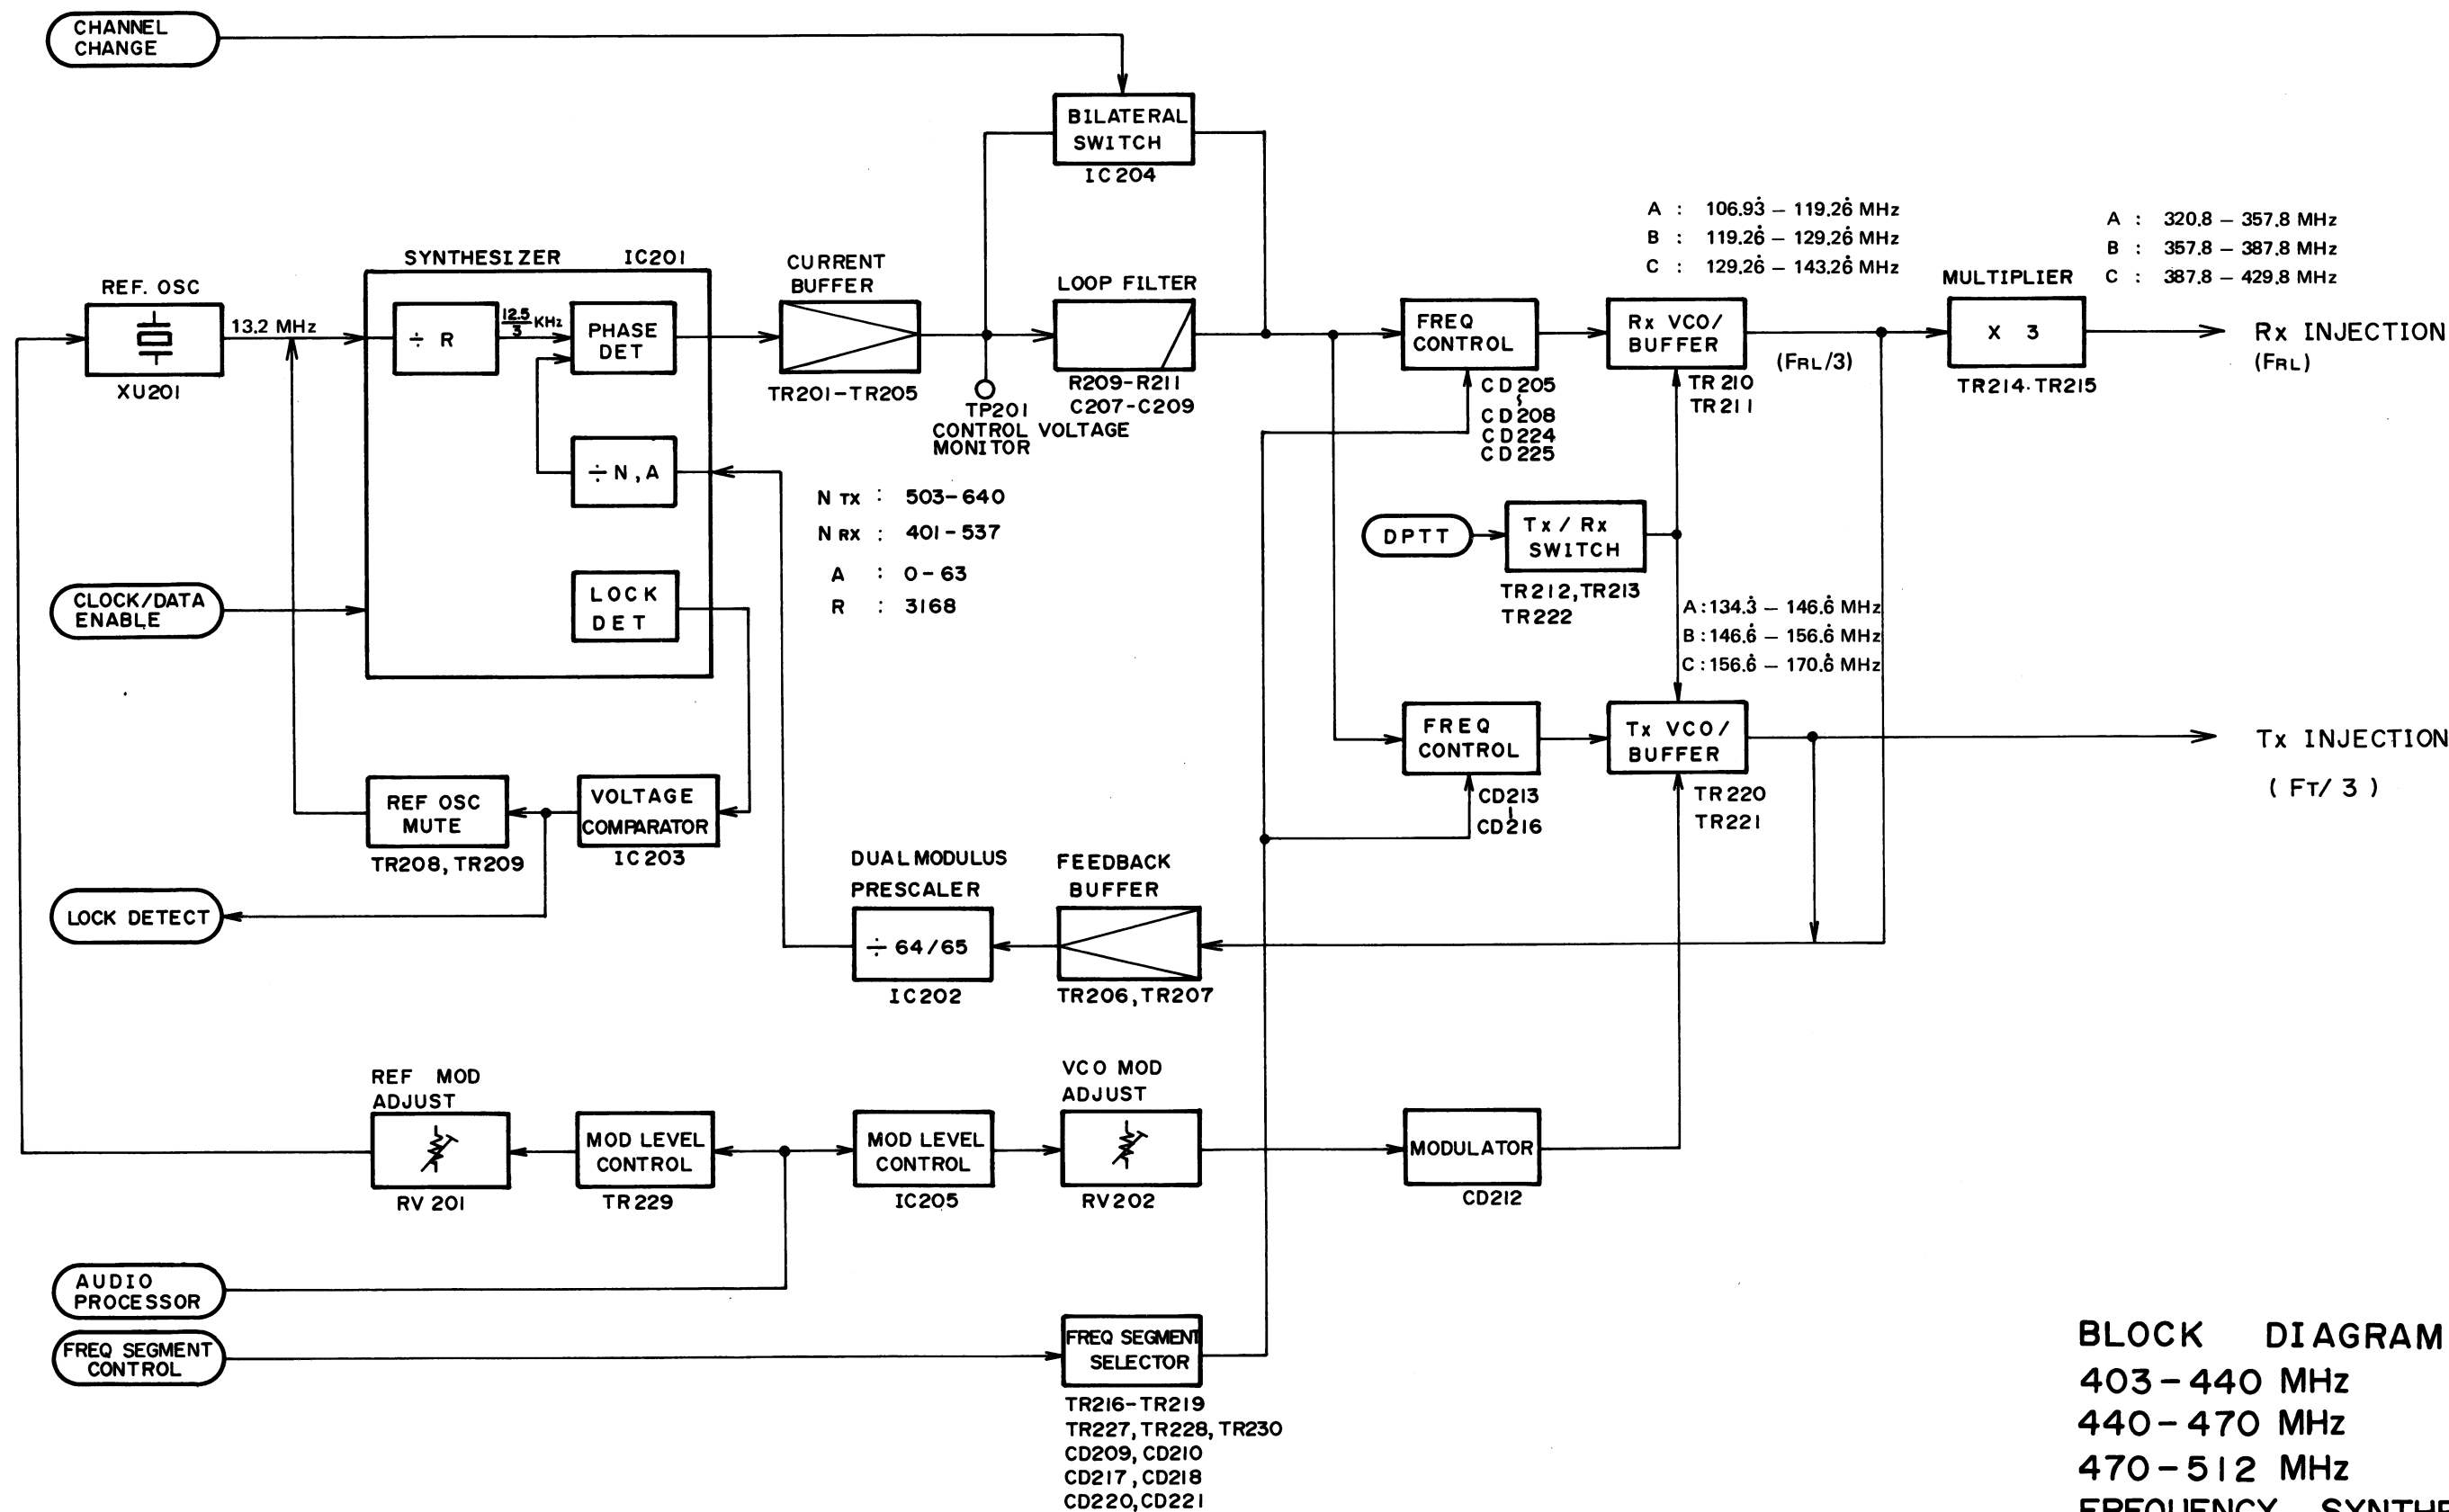 CHANNEL
CHANGE
BILATERAL
SWITCH
IC204
A : 106.93̇ – 119.26̇ MHz
B : 119.26̇ – 129.26̇ MHz
C : 129.26̇ – 143.26̇ MHz
A : 320.8 – 357.8 MHz
B : 357.8 – 387.8 MHz
C : 387.8 – 429.8 MHz
SYNTHESIZER IC201
REF. OSC
XU201
13.2 MHz
÷ R
12.5/3 KHz
PHASE
DET
CURRENT
BUFFER
TR201-TR205
LOOP FILTER
R209-R211
C207-C209
TP201
CONTROL VOLTAGE
MONITOR
FREQ
CONTROL
CD205
∫
CD208
CD224
CD225
Rx VCO/
BUFFER
TR210
TR211
(FRL/3)
MULTIPLIER
X 3
TR214·TR215
Rx INJECTION
(FRL)
÷ N, A
N TX : 503-640
N RX : 401-537
A : 0-63
R : 3168
DPTT
Tx / Rx
SWITCH
TR212, TR213
TR222
A : 134.3̇ – 146.6̇ MHz
B : 146.6̇ – 156.6̇ MHz
C : 156.6̇ – 170.6̇ MHz
CLOCK/DATA
ENABLE
LOCK
DET
FREQ
CONTROL
CD213
|
CD216
Tx VCO/
BUFFER
TR220
TR221
Tx INJECTION
( FT/ 3 )
REF OSC
MUTE
TR208, TR209
VOLTAGE
COMPARATOR
IC203
LOCK DETECT
DUAL MODULUS
PRESCALER
÷ 64/65
IC202
FEEDBACK
BUFFER
TR206, TR207
REF MOD
ADJUST
RV 201
MOD LEVEL
CONTROL
TR229
MOD LEVEL
CONTROL
IC205
VCO MOD
ADJUST
RV202
MODULATOR
CD212
AUDIO
PROCESSOR
FREQ SEGMENT
CONTROL
FREQ SEGMENT
SELECTOR
TR216-TR219
TR227, TR228, TR230
CD209, CD210
CD217, CD218
CD220, CD221
BLOCK DIAGRAM
403-440 MHz
440-470 MHz
470-512 MHz
FREQUENCY SYNTHE